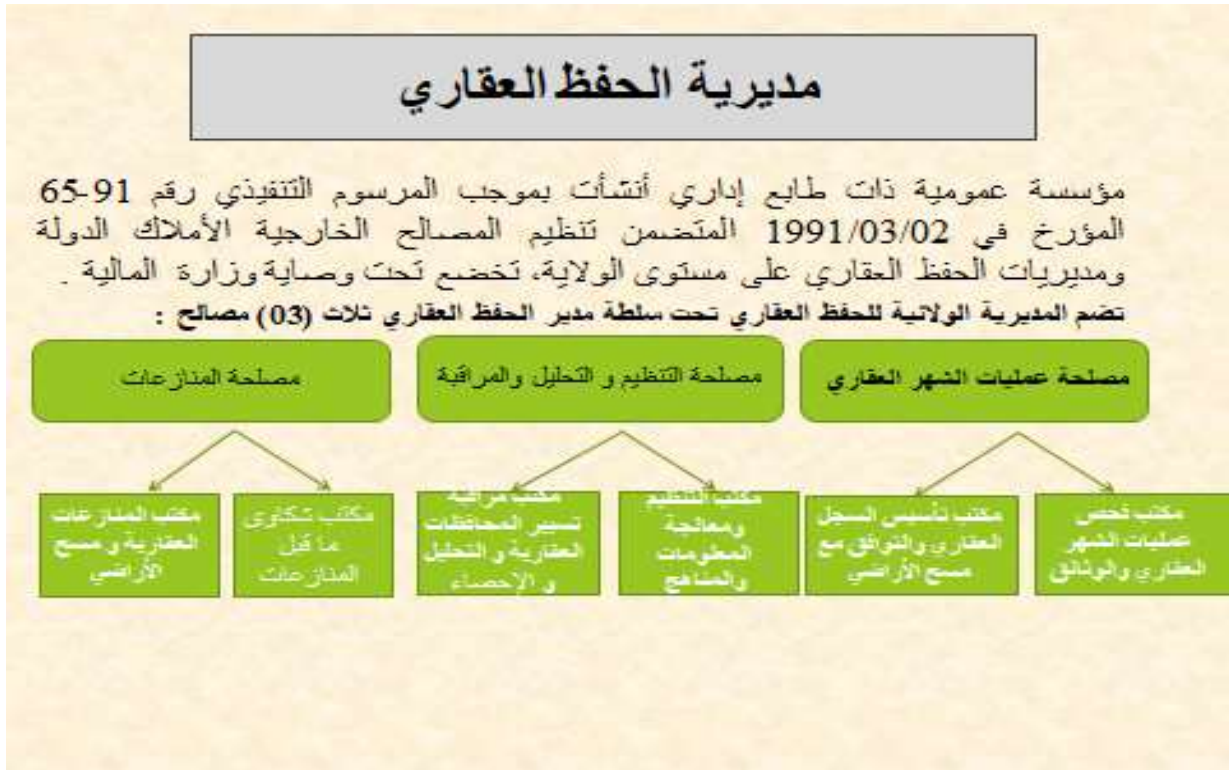 مديرية الحفظ العقاري
مؤسسة عمومية ذات طابع إداري أنشأت بموجب المرسوم التنفيذي رقم 91-65
المؤرخ في 1991/03/02 المتضمن تنظيم المصالح الخارجية الأملاك الدولة
ومديريات الحفظ العقاري على مستوى الولاية، تخضع تحت وصاية وزارة المالية .
تضم المديرية الولائية للحفظ العقاري تحت سلطة مدير الحفظ العقاري ثلاث (03) مصالح :
مصلحة عمليات الشهر العقاري
مصلحة التنظيم و التحليل والمراقبة
مصلحة المنازعات
مكتب فحص
عمليات الشهر
العقاري والوثائق
مكتب تأسيس السجل
العقاري والتوافق مع
مسح الأراضي
مكتب التنظيم
ومعالجة
المعلومات
والمناهج
مكتب مراقبة
تسيير المحافظات
العقارية و التحليل
و الإحصاء
مكتب شكاوى
ما قبل
المنازعات
مكتب المنازعات
العقارية و مسح
الأراضي